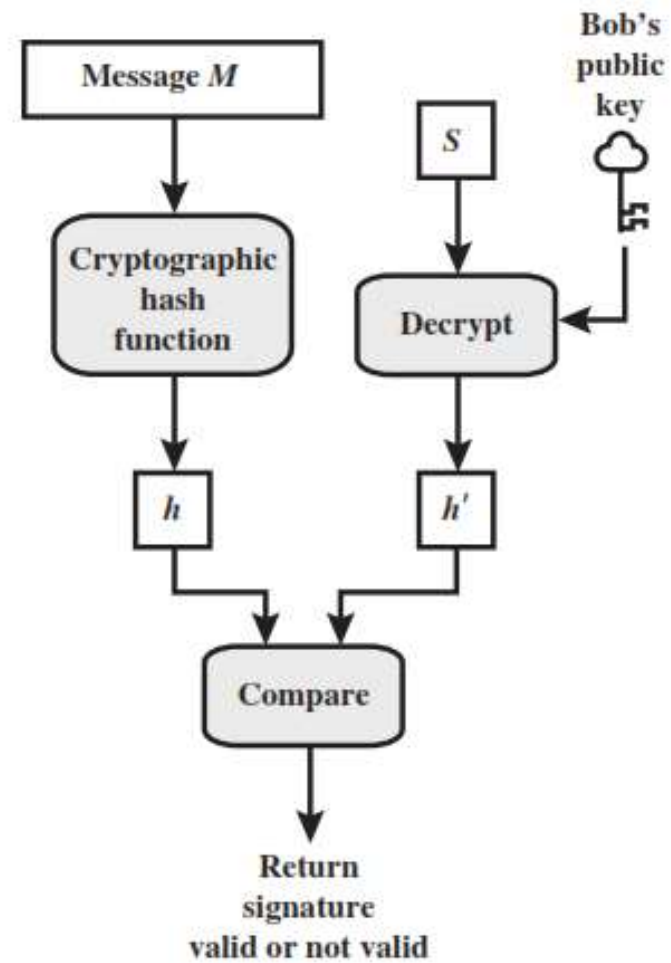 Message M
Bob's
public
key
S
Cryptographic
hash
function
Decrypt
h
h'
Compare
Return
signature
valid or not valid